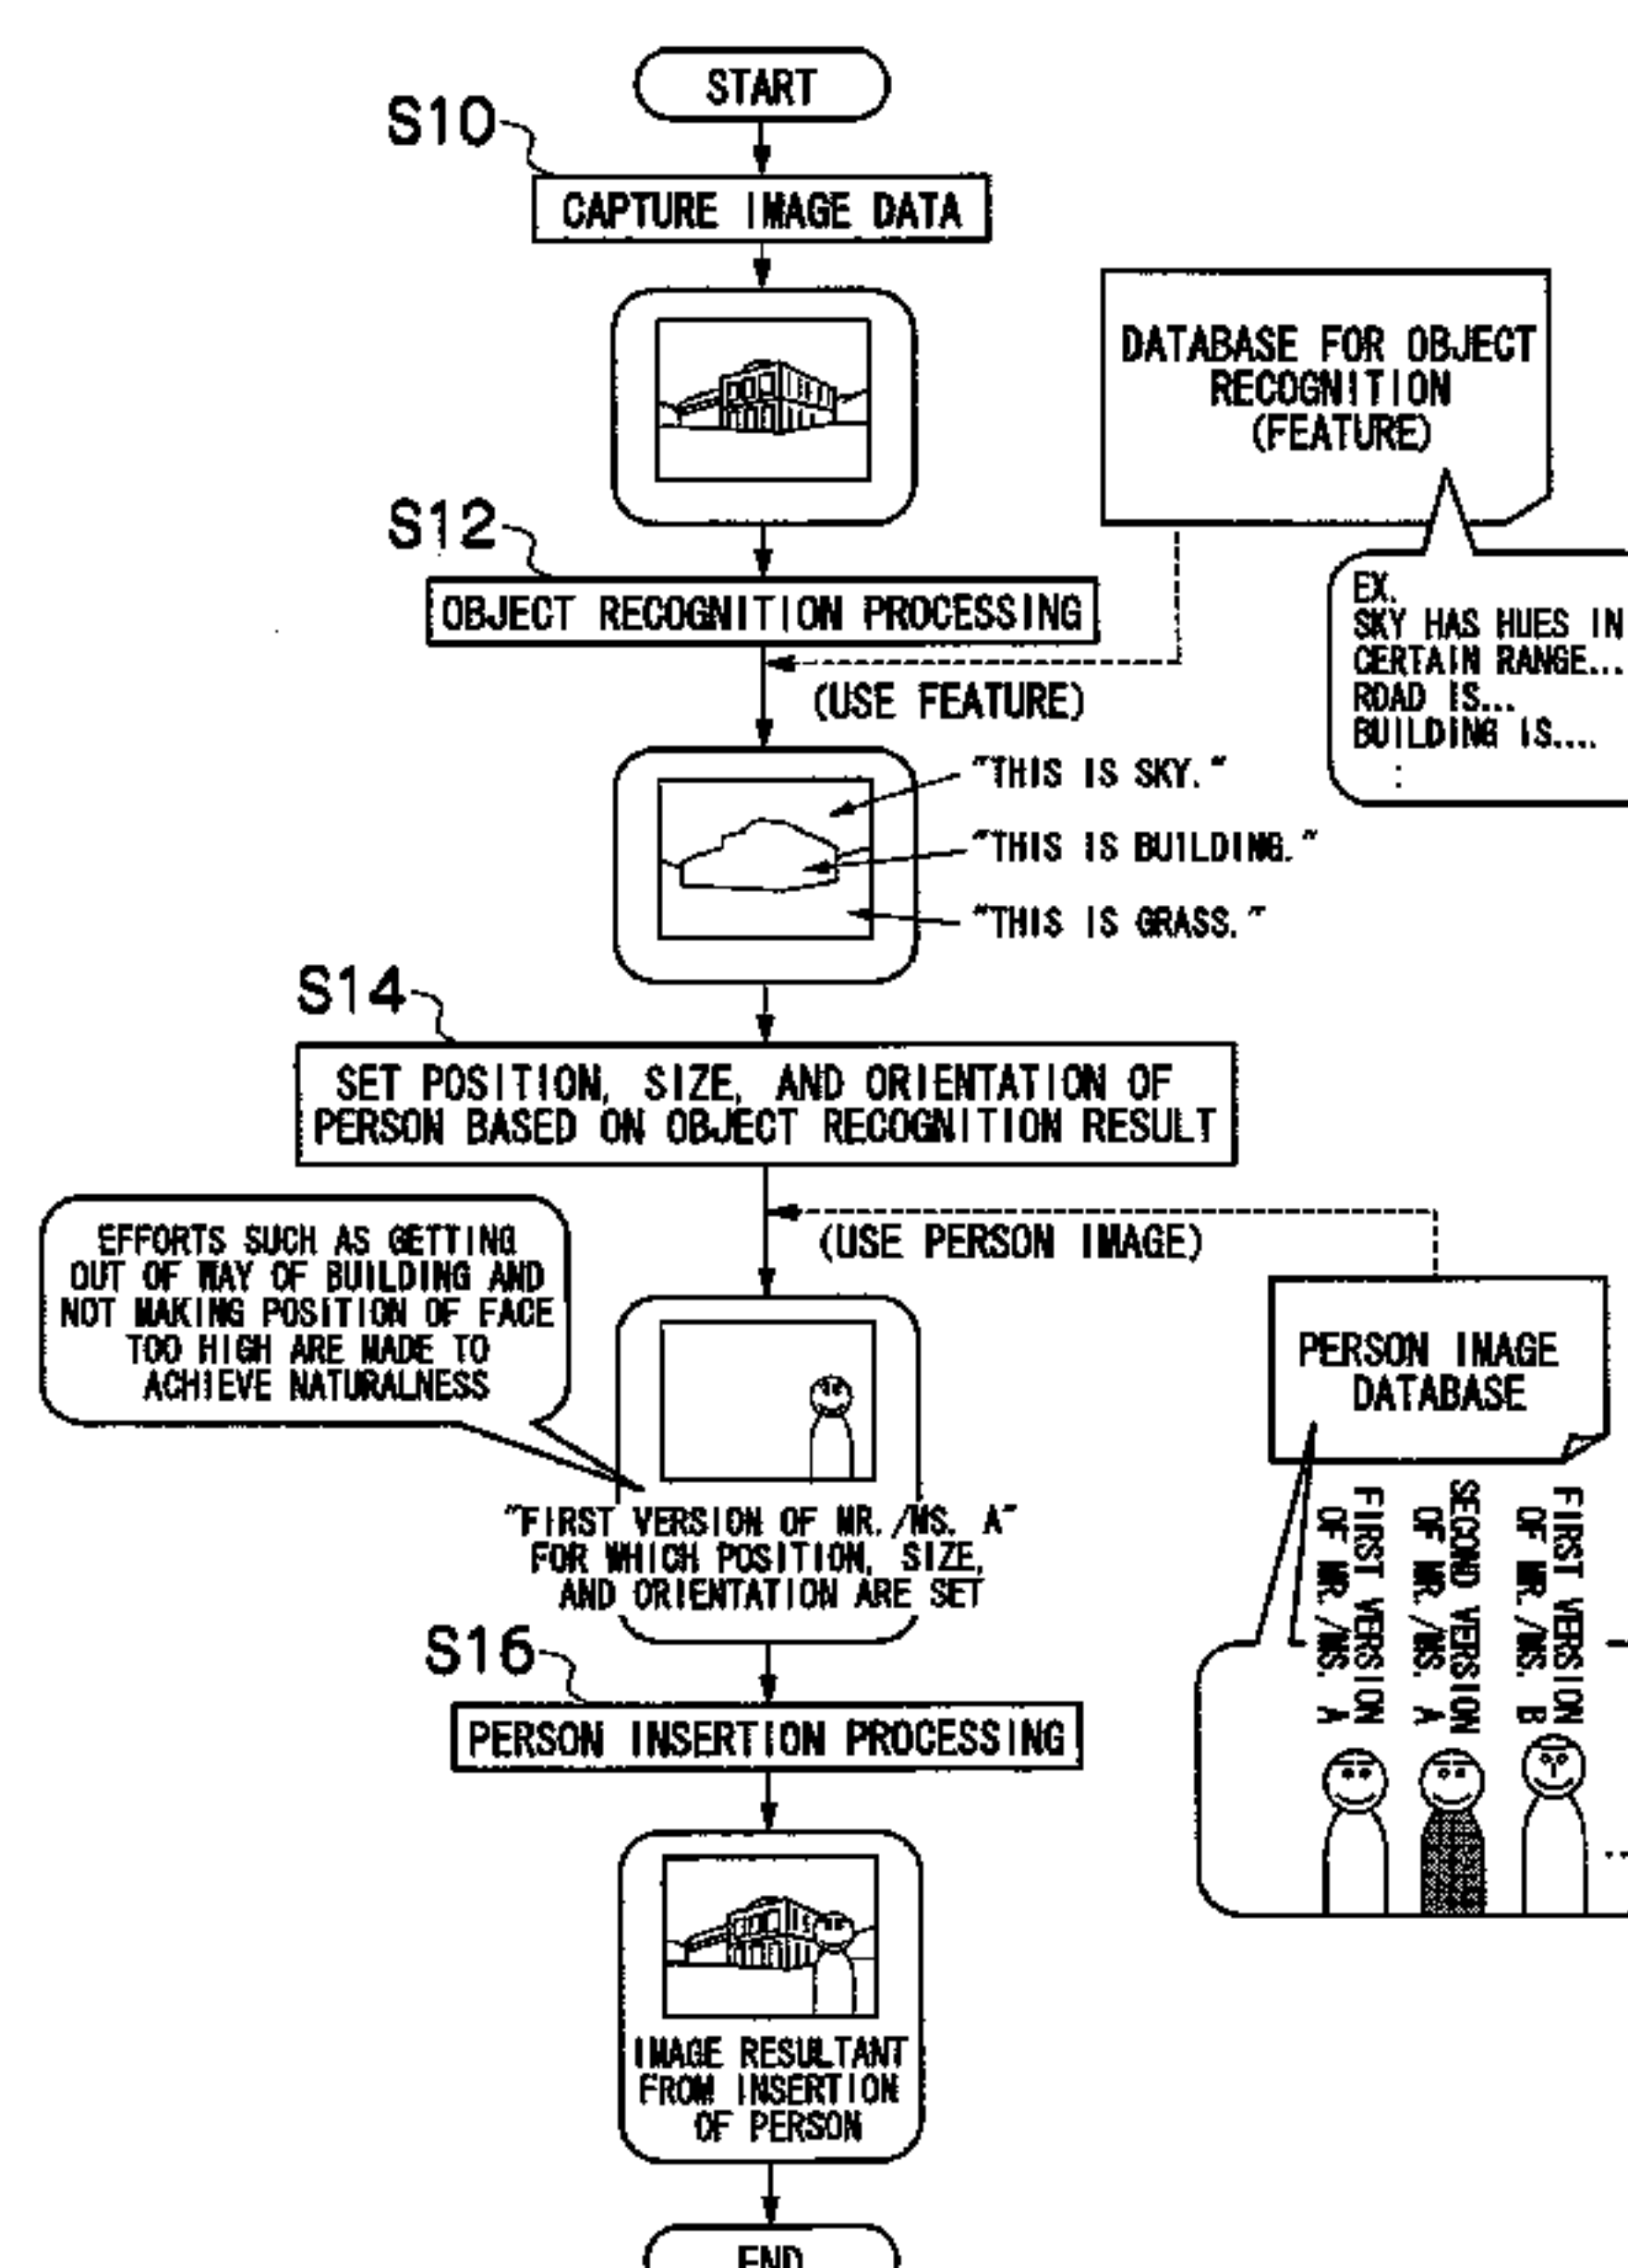 START
S10
CAPTURE IMAGE DATA
DATABASE FOR OBJECT
RECOGNITION
(FEATURE)
EX.
SKY HAS HUES IN
CERTAIN RANGE...
ROAD IS...
BUILDING IS....
:
S12
OBJECT RECOGNITION PROCESSING
(USE FEATURE)
"THIS IS SKY."
"THIS IS BUILDING."
"THIS IS GRASS."
S14
SET POSITION, SIZE, AND ORIENTATION OF
PERSON BASED ON OBJECT RECOGNITION RESULT
(USE PERSON IMAGE)
EFFORTS SUCH AS GETTING
OUT OF WAY OF BUILDING AND
NOT MAKING POSITION OF FACE
TOO HIGH ARE MADE TO
ACHIEVE NATURALNESS
PERSON IMAGE
DATABASE
"FIRST VERSION OF MR./MS. A"
FOR WHICH POSITION, SIZE,
AND ORIENTATION ARE SET
FIRST VERSION
OF MR./MS. A
SECOND VERSION
OF MR./MS. A
FIRST VERSION
OF MR./MS. B
S16
PERSON INSERTION PROCESSING
IMAGE RESULTANT
FROM INSERTION
OF PERSON
END